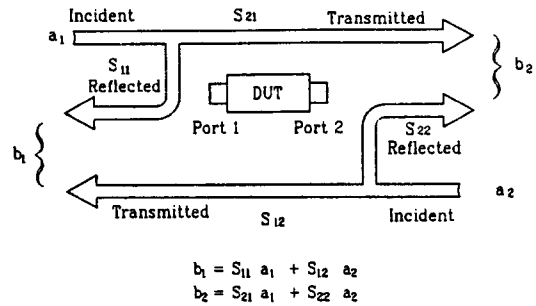 Incident S₂₁ Transmitted
a₁
S₁₁
Reflected
b₂
DUT
Port 1 Port 2
S₂₂
Reflected
b₁
a₂
Transmitted S₁₂ Incident
b₁ = S₁₁ a₁ + S₁₂ a₂
b₂ = S₂₁ a₁ + S₂₂ a₂